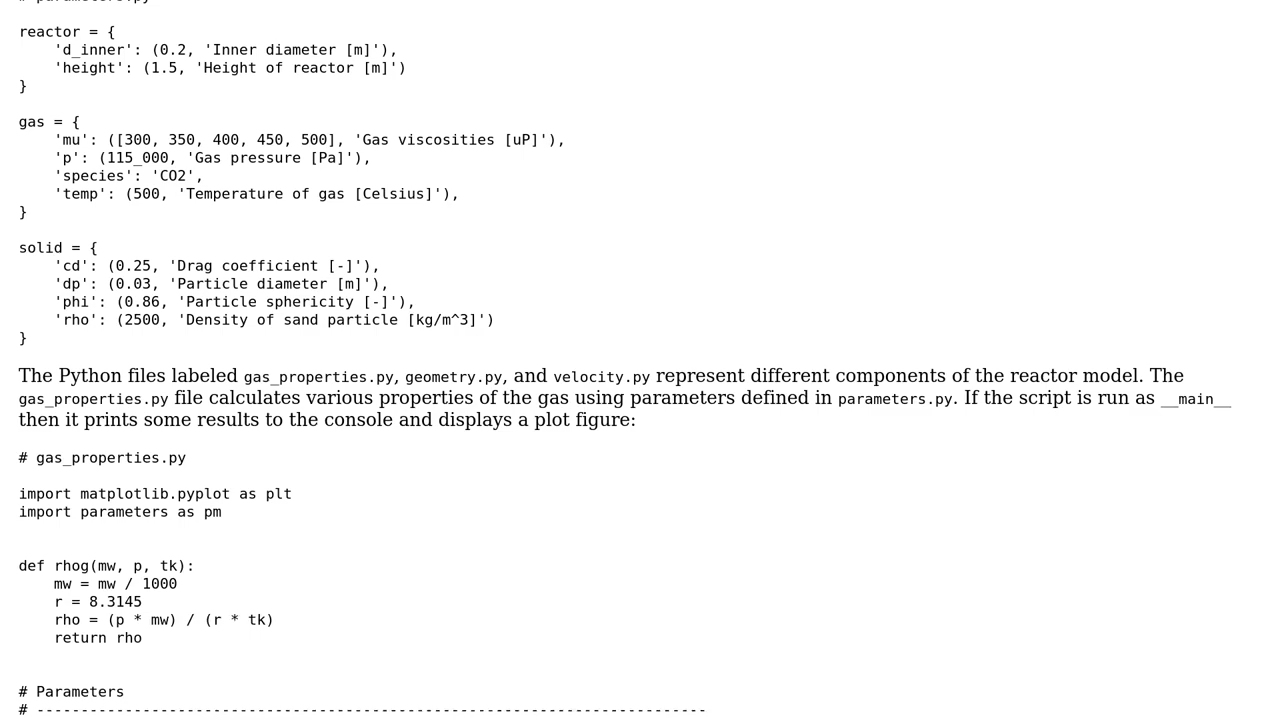 # parameters.py
reactor = {
    'd_inner': (0.2, 'Inner diameter [m]'),
    'height': (1.5, 'Height of reactor [m]')
}
gas = {
    'mu': ([300, 350, 400, 450, 500], 'Gas viscosities [uP]'),
    'p': (115_000, 'Gas pressure [Pa]'),
    'species': 'CO2',
    'temp': (500, 'Temperature of gas [Celsius]'),
}
solid = {
    'cd': (0.25, 'Drag coefficient [-]'),
    'dp': (0.03, 'Particle diameter [m]'),
    'phi': (0.86, 'Particle sphericity [-]'),
    'rho': (2500, 'Density of sand particle [kg/m^3]')
}
The Python files labeled gas_properties.py, geometry.py, and velocity.py represent different components of the reactor model. The
gas_properties.py file calculates various properties of the gas using parameters defined in parameters.py. If the script is run as __main__
then it prints some results to the console and displays a plot figure:
# gas_properties.py
import matplotlib.pyplot as plt
import parameters as pm
def rhog(mw, p, tk):
    mw = mw / 1000
    r = 8.3145
    rho = (p * mw) / (r * tk)
    return rho
# Parameters
# ----------------------------------------------------------------------------